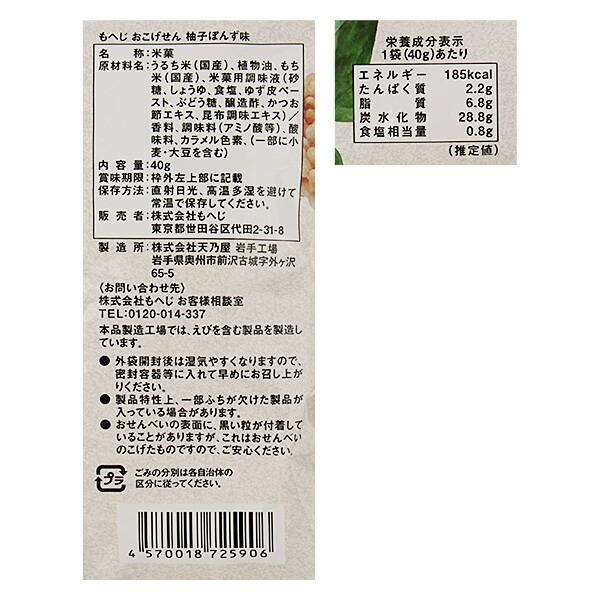 もへじ おこげせん 柚子ぽんず味
名称:米菓
原材料名:うるち米(国産)、植物油、もち
米(国産)、米菓用調味液(砂
糖、しょうゆ、食塩、ゆず皮ペー
スト、ぶどう糖、醸造酢、かつお
節エキス、昆布調味エキス)/
香料、調味料(アミノ酸等)、酸
味料、カラメル色素、(一部に小
麦・大豆を含む)
内容量:40g
賞味期限:枠外左上部に記載
保存方法:直射日光、高温多湿を避けて
常温で保存してください。
販売者:株式会社もへじ
東京都世田谷区代田2-31-8
製造所:株式会社天乃屋 岩手工場
岩手県奥州市前沢古城字外ヶ沢
65-5
〈お問い合わせ先〉
株式会社もへじ お客様相談室
TEL:0120-014-337
本品製造工場では、えびを含む製品を製造し
ています。
● 外袋開封後は湿気やすくなりますので、
密封容器等に入れて早めにお召し上が
りください。
● 製品特性上、一部ふちが欠けた製品が
入っている場合があります。
● おせんべいの表面に、黒い粒が付着して
いることがありますが、これはおせんべい
のこげたものですので、ご安心ください。
プラ
ごみの分別は各自治体の
区分に従ってください。
4 570018 725906
栄養成分表示
1袋(40g)あたり
エネルギー 185kcal
たんぱく質 2.2g
脂質 6.8g
炭水化物 28.8g
食塩相当量 0.8g
(推定値)